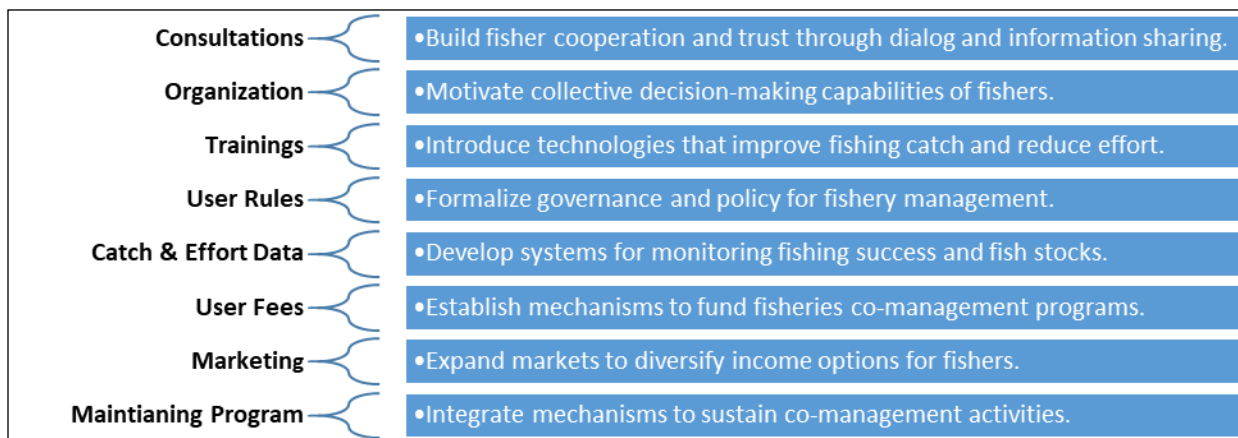 Consultations •Build fisher cooperation and trust through dialog and information sharing.
Organization •Motivate collective decision-making capabilities of fishers.
Trainings •Introduce technologies that improve fishing catch and reduce effort.
User Rules •Formalize governance and policy for fishery management.
Catch & Effort Data •Develop systems for monitoring fishing success and fish stocks.
User Fees •Establish mechanisms to fund fisheries co-management programs.
Marketing •Expand markets to diversify income options for fishers.
Maintianing Program •Integrate mechanisms to sustain co-management activities.